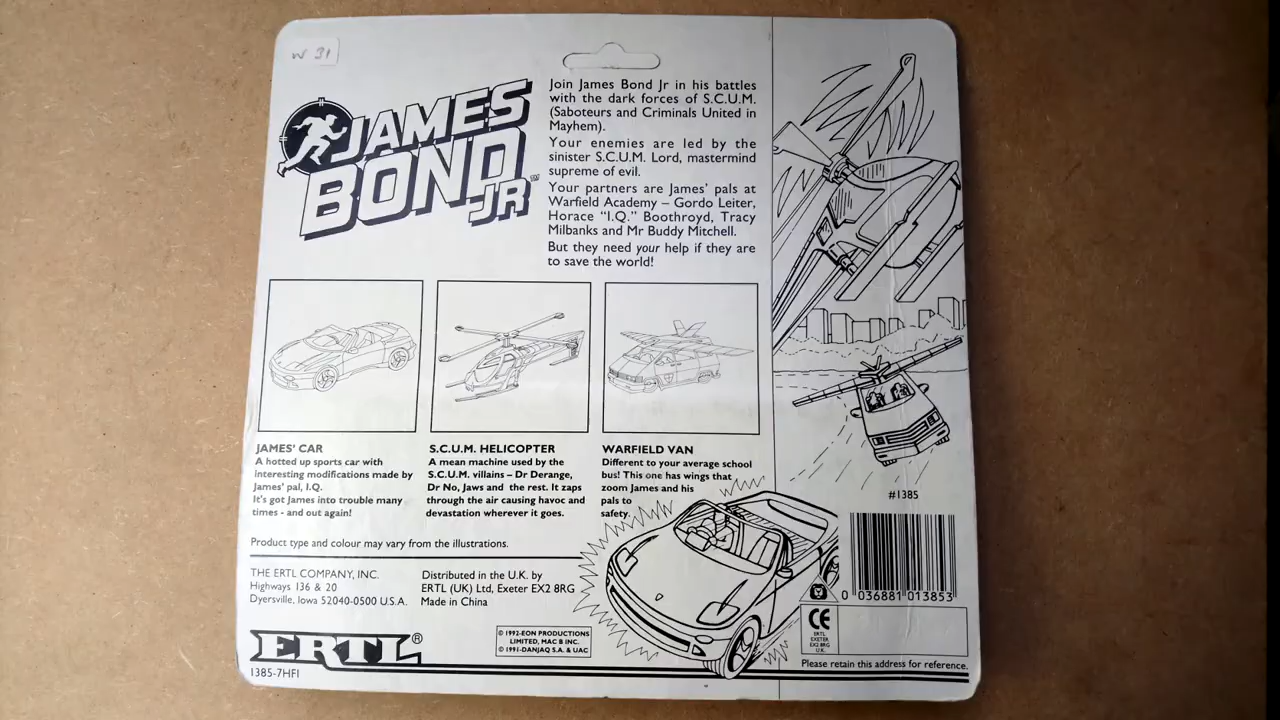 W 31
JAMES
BOND
JR™
Join James Bond Jr in his battles
with the dark forces of S.C.U.M.
(Saboteurs and Criminals United in
Mayhem).
Your enemies are led by the
sinister S.C.U.M. Lord, mastermind
supreme of evil.
Your partners are James' pals at
Warfield Academy – Gordo Leiter,
Horace "I.Q." Boothroyd, Tracy
Milbanks and Mr Buddy Mitchell.
But they need your help if they are
to save the world!
JAMES' CAR
A hotted up sports car with
interesting modifications made by
James' pal, I.Q.
It's got James into trouble many
times - and out again!
S.C.U.M. HELICOPTER
A mean machine used by the
S.C.U.M. villains – Dr Derange,
Dr No, Jaws and the rest. It zaps
through the air causing havoc and
devastation wherever it goes.
WARFIELD VAN
Different to your average school
bus! This one has wings that
zoom James and his
pals to
safety.
#1385
Product type and colour may vary from the illustrations.
THE ERTL COMPANY, INC.
Highways 136 & 20
Dyersville, Iowa 52040-0500 U.S.A.
Distributed in the U.K. by
ERTL (UK) Ltd, Exeter EX2 8RG
Made in China
0 036881 013853
ERTL®
1385-7HFI
© 1992-EON PRODUCTIONS
LIMITED, MAC B INC.
© 1991-DANJAQ S.A. & UAC
CE
ERTL
EXETER
EX2 8RG
U.K.
Please retain this address for reference.